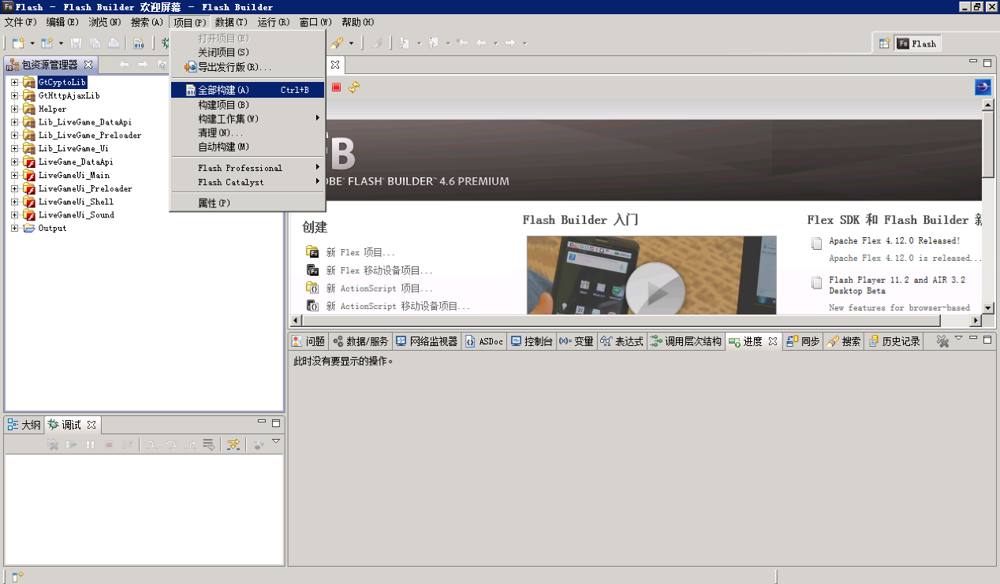 Flash - Flash Builder 欢迎屏幕 - Flash Builder
文件(F) 编辑(E) 浏览(N) 搜索(A) 项目(P) 数据(T) 运行(R) 窗口(W) 帮助(H)
Flash
打开项目(E)
关闭项目(S)
导出发行版(R)...
全部构建(A) Ctrl+B
构建项目(B)
构建工作集(W)
清理(N)...
自动构建(M)
Flash Professional
Flash Catalyst
属性(P)
包资源管理器
GtCyptoLib
GtHttpAjaxLib
Helper
Lib_LiveGame_DataApi
Lib_LiveGame_Preloader
Lib_LiveGame_Ui
LiveGame_DataApi
LiveGameUi_Main
LiveGameUi_Preloader
LiveGameUi_Shell
LiveGameUi_Sound
Output
B
OBE® FLASH® BUILDER™ 4.6 PREMIUM
创建
新 Flex 项目...
新 Flex 移动设备项目...
新 ActionScript 项目...
新 ActionScript 移动设备项目...
Flash Builder 入门
Flex SDK 和 Flash Builder 新
Apache Flex 4.12.0 Released!
Apache Flex 4.12.0 is released...
Flash Player 11.2 and AIR 3.2
Desktop Beta
New features for browser-based
问题 数据/服务 网络监视器 ASDoc 控制台 变量 表达式 调用层次结构 进度 同步 搜索 历史记录
此时没有要显示的操作。
大纲 调试